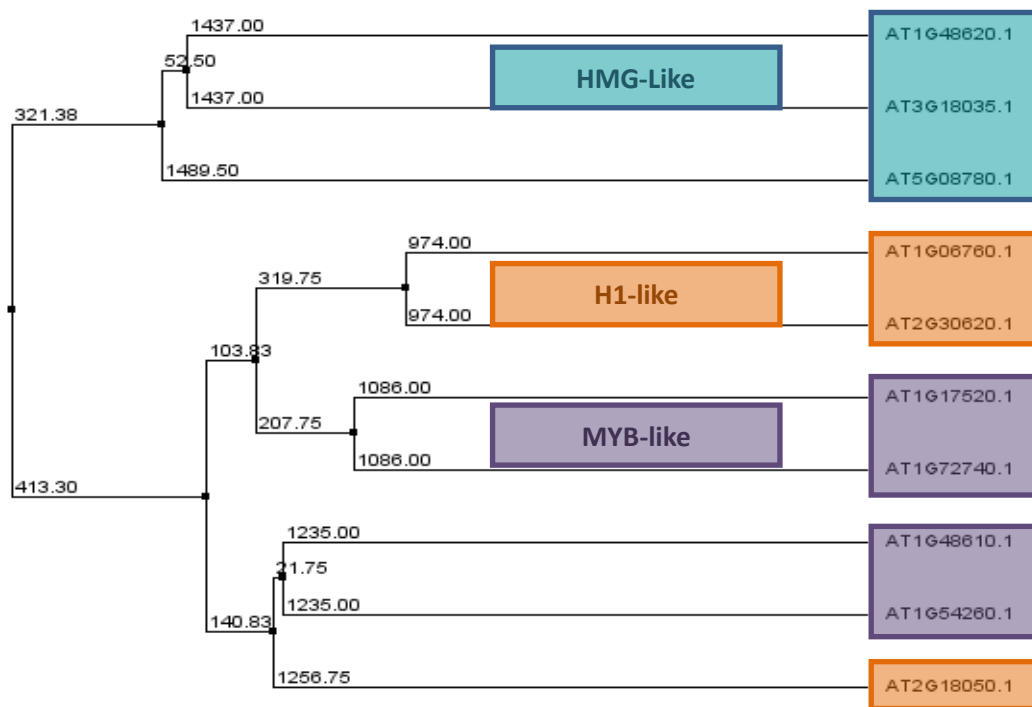 1437.00
AT1G48620.1
52.50
HMG-Like
1437.00
AT3G18035.1
321.38
1489.50
AT5G08780.1
974.00
AT1G06760.1
319.75
H1-like
974.00
AT2G30620.1
103.83
1086.00
AT1G17520.1
207.75
MYB-like
1086.00
AT1G72740.1
413.30
1235.00
AT1G48610.1
21.75
1235.00
AT1G54260.1
140.83
1256.75
AT2G18050.1